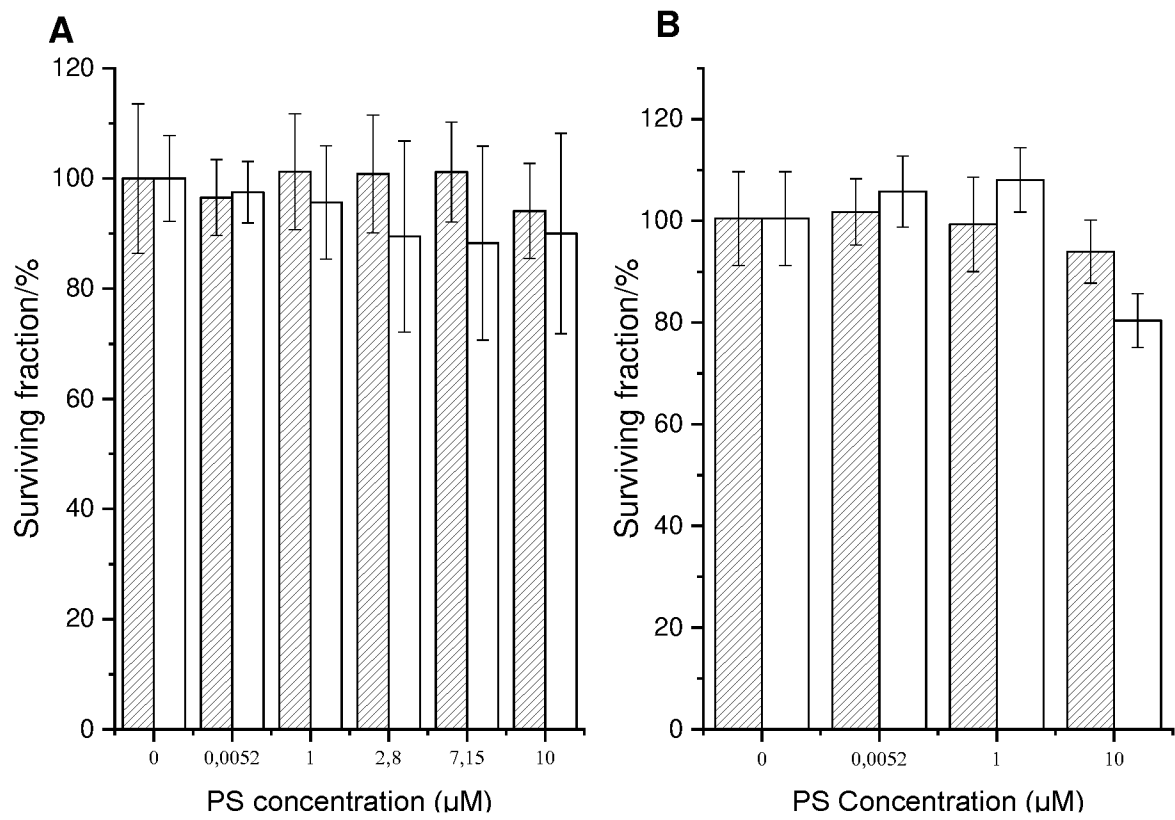 A
Surviving fraction/%
120
100
80
60
40
20
0
0 0,0052 1 2,8 7,15 10
PS concentration (μM)
B
Surviving fraction/%
120
100
80
60
40
20
0
0 0,0052 1 10
PS Concentration (μM)